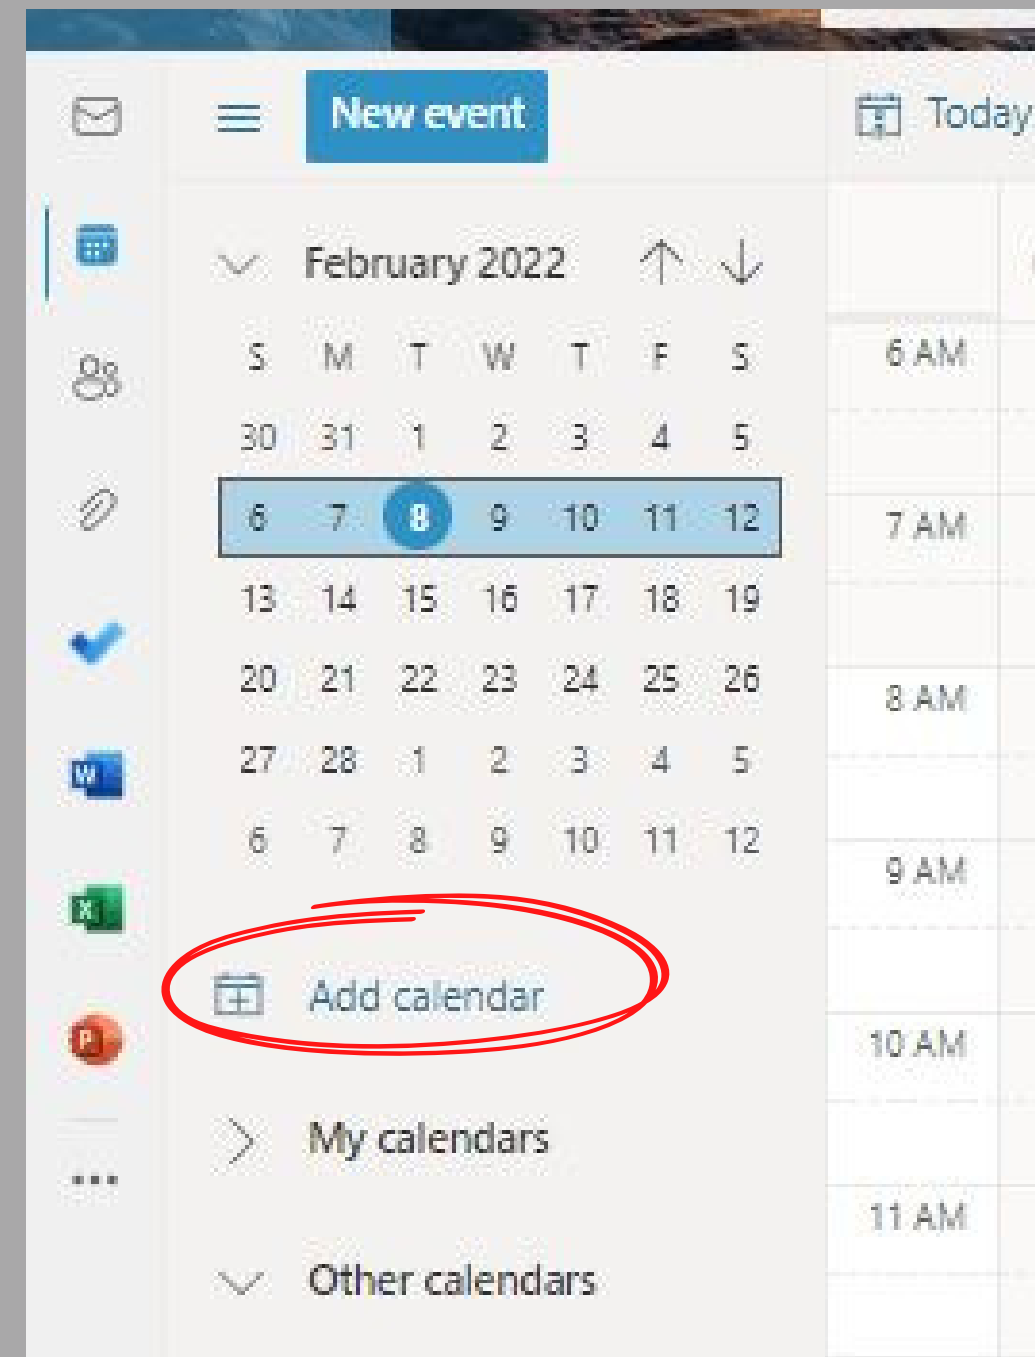 New event
Today
February 2022
S M T W T F S
30 31 1 2 3 4 5
6 7 8 9 10 11 12
13 14 15 16 17 18 19
20 21 22 23 24 25 26
27 28 1 2 3 4 5
6 7 8 9 10 11 12
Add calendar
My calendars
Other calendars
6 AM
7 AM
8 AM
9 AM
10 AM
11 AM
W
X
P